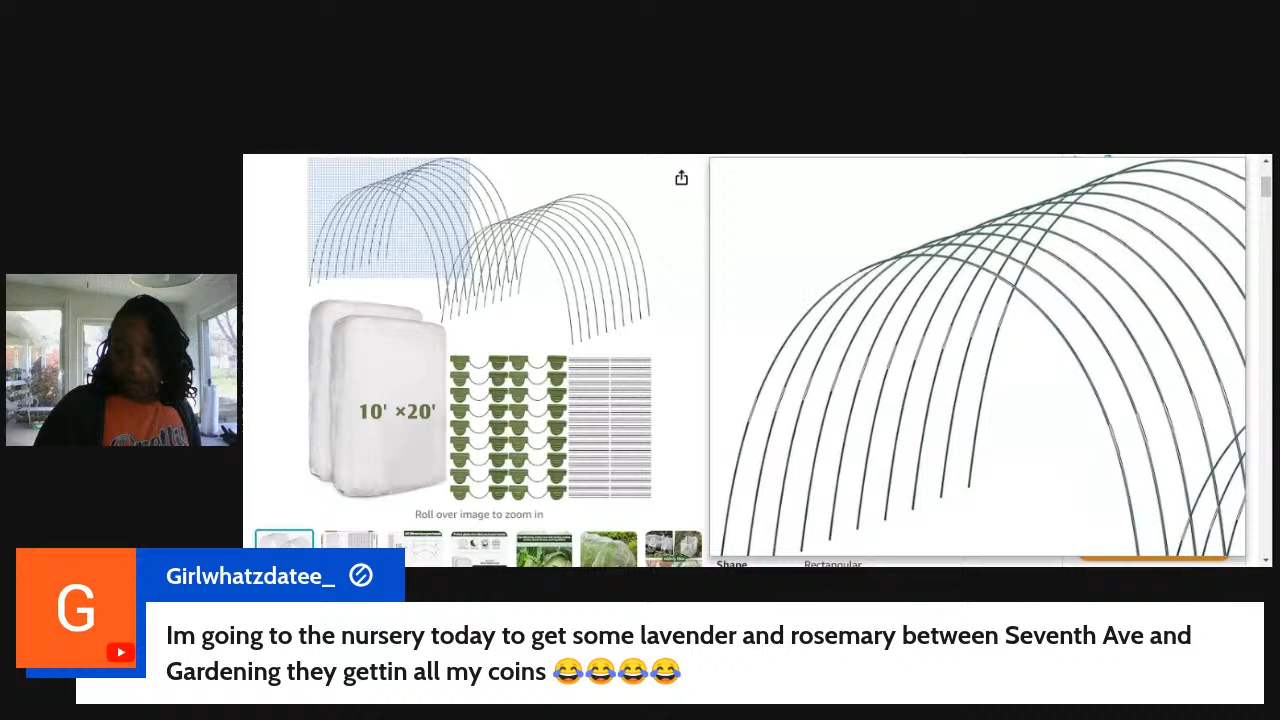 10' ×20'
Roll over image to zoom in
Shape
Rectangular
G
Girlwhatzdatee_
Im going to the nursery today to get some lavender and rosemary between Seventh Ave and
Gardening they gettin all my coins 😂😂😂😂